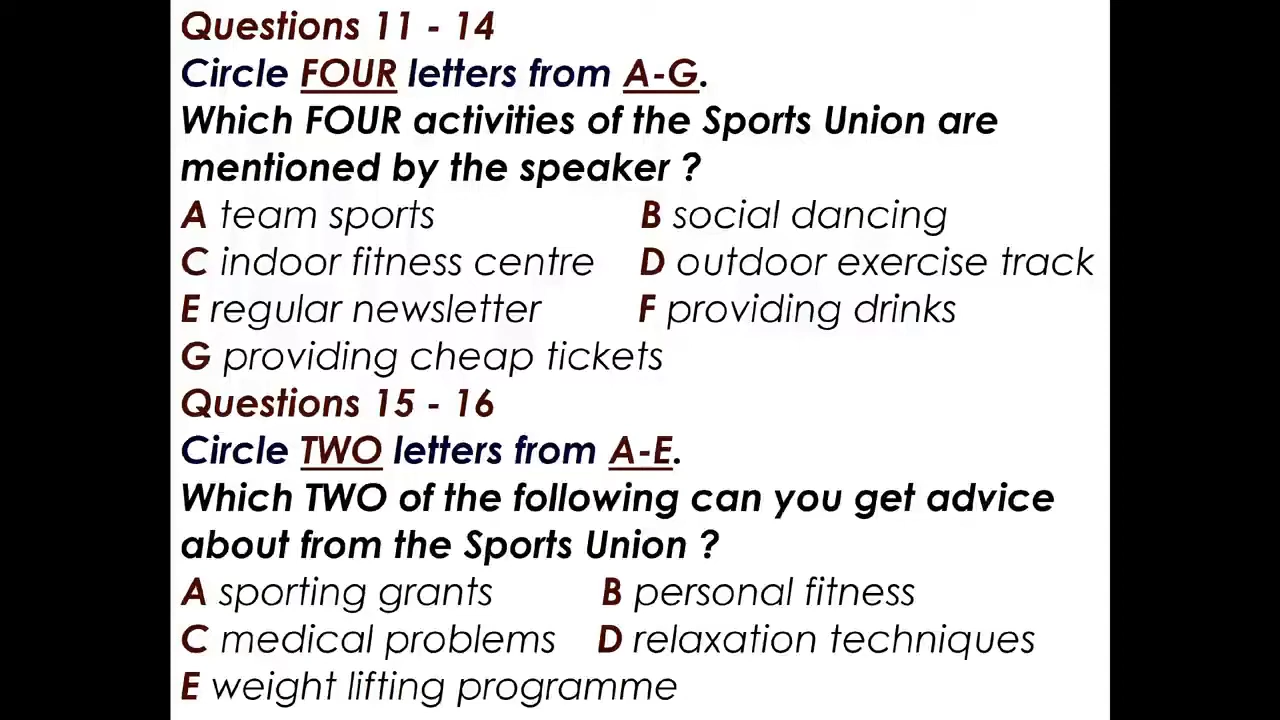 Questions 11 - 14
Circle FOUR letters from A-G.
Which FOUR activities of the Sports Union are
mentioned by the speaker ?
A team sports B social dancing
C indoor fitness centre D outdoor exercise track
E regular newsletter F providing drinks
G providing cheap tickets
Questions 15 - 16
Circle TWO letters from A-E.
Which TWO of the following can you get advice
about from the Sports Union ?
A sporting grants B personal fitness
C medical problems D relaxation techniques
E weight lifting programme